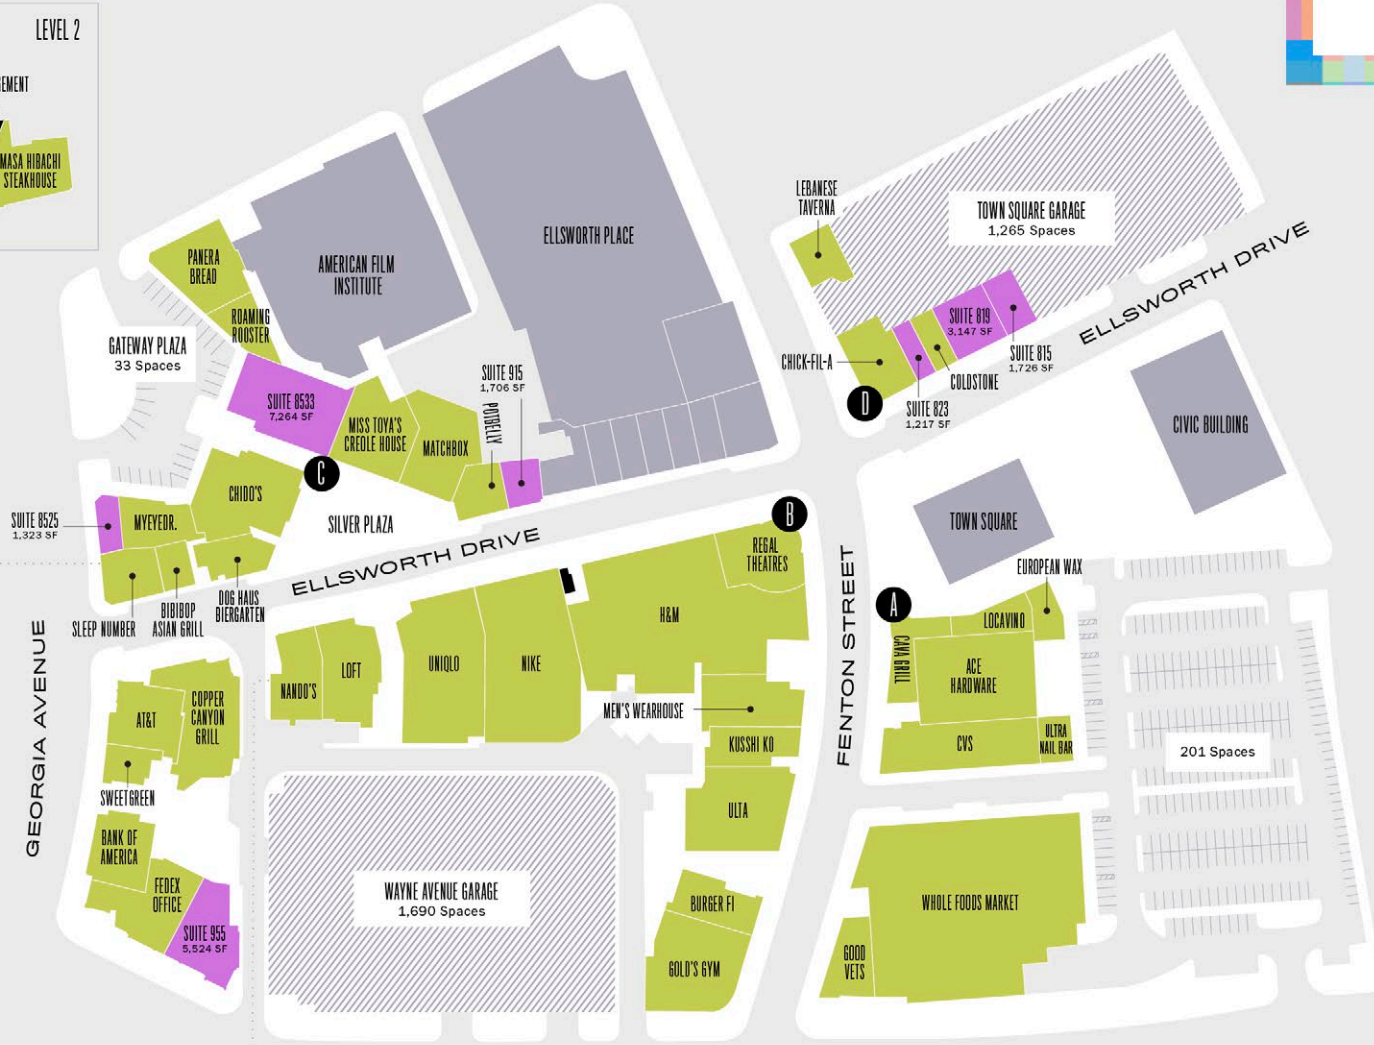 LEVEL 2
MASA HIBACHI
STEAKHOUSE
PANERA
BREAD
ROAMING
ROOSTER
AMERICAN FILM
INSTITUTE
ELLSWORTH PLACE
LEBANESE
TAVERNA
TOWN SQUARE GARAGE
1,265 Spaces
ELLSWORTH DRIVE
GATEWAY PLAZA
33 Spaces
SUITE 8533
7,264 SF
MISS TOYA'S
CREOLE HOUSE
MATCHBOX
POTBELLY
SUITE 915
1,706 SF
CHICK-FIL-A
D
SUITE 823
1,217 SF
COLDSTONE
SUITE 819
3,147 SF
SUITE 815
1,726 SF
CIVIC BUILDING
TOWN SQUARE
C
CHIDO'S
SILVER PLAZA
SUITE 8525
1,323 SF
MYEYEDR.
SLEEP NUMBER
BIBIBOP
ASIAN GRILL
DOG HAUS
BIERGARTEN
ELLSWORTH DRIVE
B
REGAL
THEATRES
H&M
NIKE
UNIQLO
LOFT
NANDO'S
FENTON STREET
A
EUROPEAN WAX
LOCAVINO
CAVA GRILL
ACE
HARDWARE
CVS
ULTRA
NAIL BAR
201 Spaces
GEORGIA AVENUE
AT&T
COPPER
CANYON
GRILL
SWEETGREEN
BANK OF
AMERICA
FEDEX
OFFICE
SUITE 955
5,524 SF
WAYNE AVENUE GARAGE
1,690 Spaces
MEN'S WEARHOUSE
KUSSHI KO
ULTA
BURGER FI
GOLD'S GYM
WHOLE FOODS MARKET
GOOD
VETS